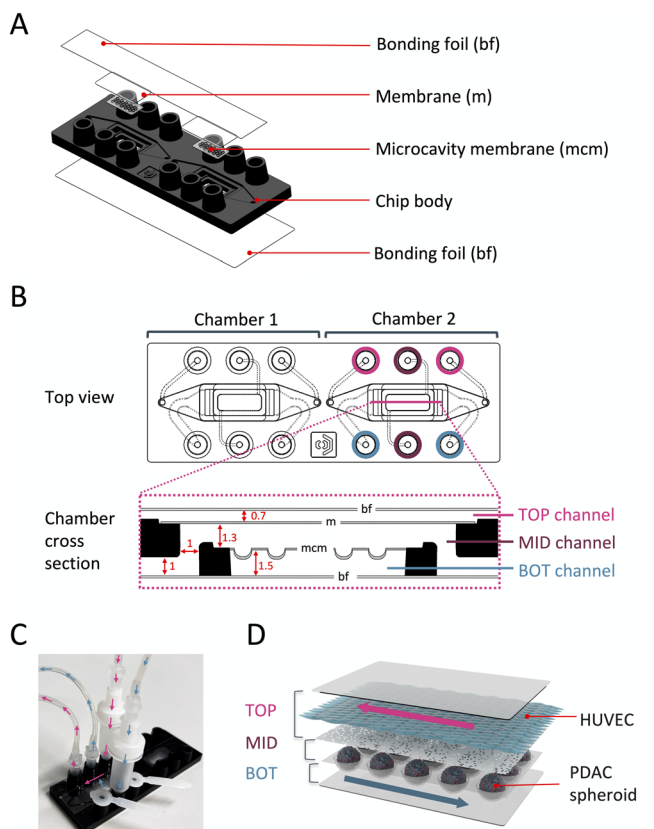 A
Bonding foil (bf)
Membrane (m)
Microcavity membrane (mcm)
Chip body
Bonding foil (bf)
B
Chamber 1
Chamber 2
Top view
Chamber
cross
section
bf
0.7
m
1.3
1
mcm
1
1.5
bf
TOP channel
MID channel
BOT channel
C
D
TOP
MID
BOT
HUVEC
PDAC
spheroid